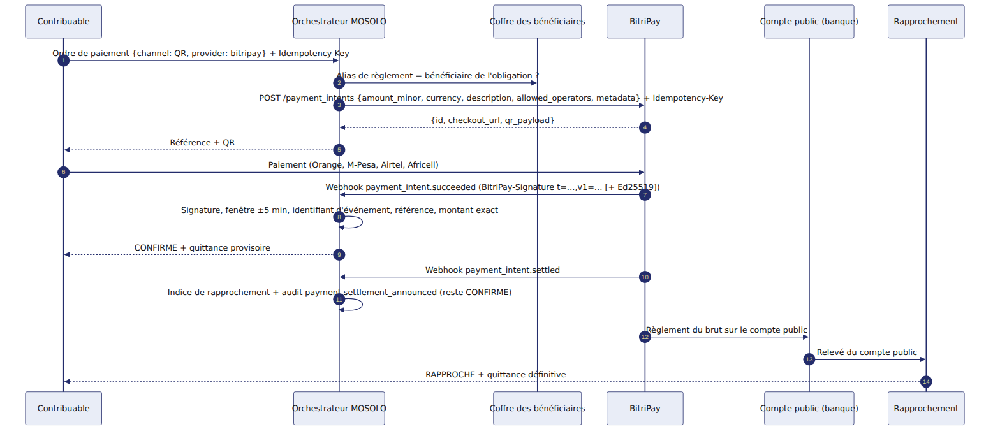 Contribuable
Orchestrateur MOSOLO
Coffre des bénéficiaires
BitriPay
Compte public (banque)
Rapprochement
Ordre de paiement {channel: QR, provider: bitripay} + Idempotency-Key
1
Alias de règlement = bénéficiaire de l'obligation ?
2
POST /payment_intents {amount_minor, currency, description, allowed_operators, metadata} + Idempotency-Key
3
{id, checkout_url, qr_payload}
4
Référence + QR
5
Paiement (Orange, M-Pesa, Airtel, Africell)
6
Webhook payment_intent.succeeded (BitriPay-Signature t=…,v1=… [+ Ed25519])
7
Signature, fenêtre ±5 min, identifiant d'événement, référence, montant exact
8
CONFIRME + quittance provisoire
9
Webhook payment_intent.settled
10
Indice de rapprochement + audit payment.settlement_announced (reste CONFIRME)
11
Règlement du brut sur le compte public
12
Relevé du compte public
13
RAPPROCHE + quittance définitive
14
Contribuable
Orchestrateur MOSOLO
Coffre des bénéficiaires
BitriPay
Compte public (banque)
Rapprochement